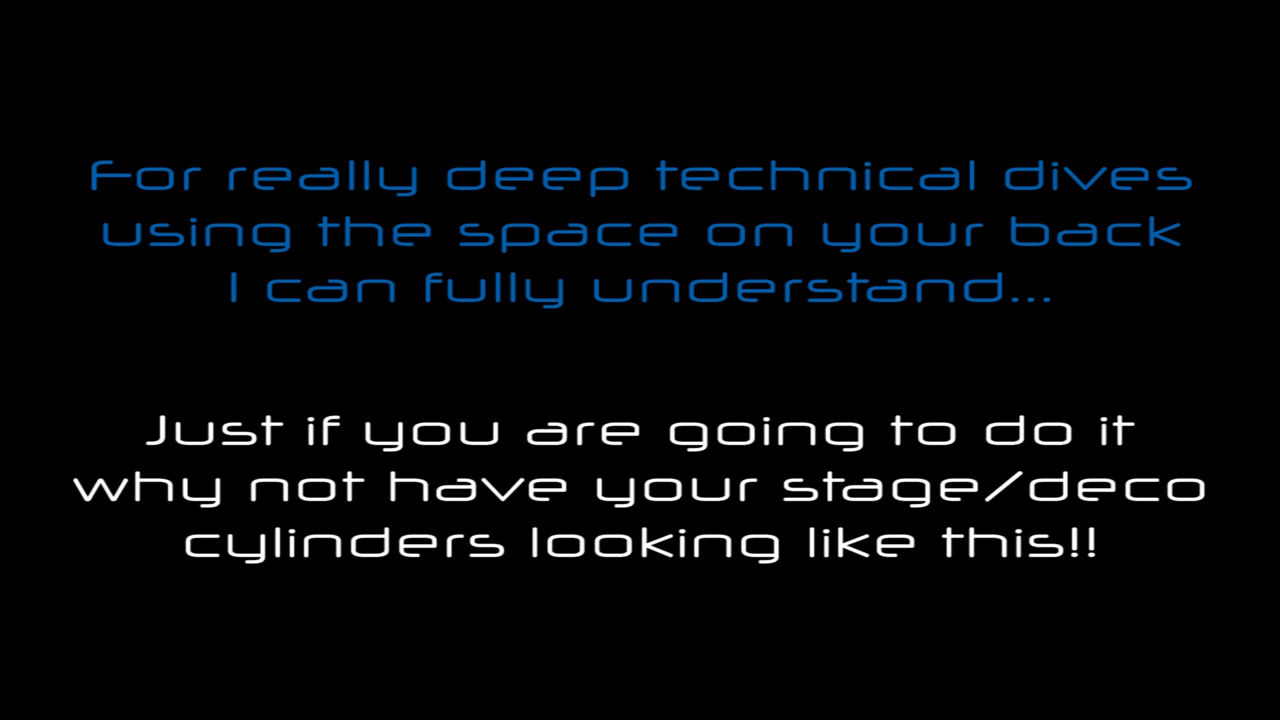 For really deep technical dives
using the space on your back
I can fully understand...
Just if you are going to do it
why not have your stage/deco
cylinders looking like this!!